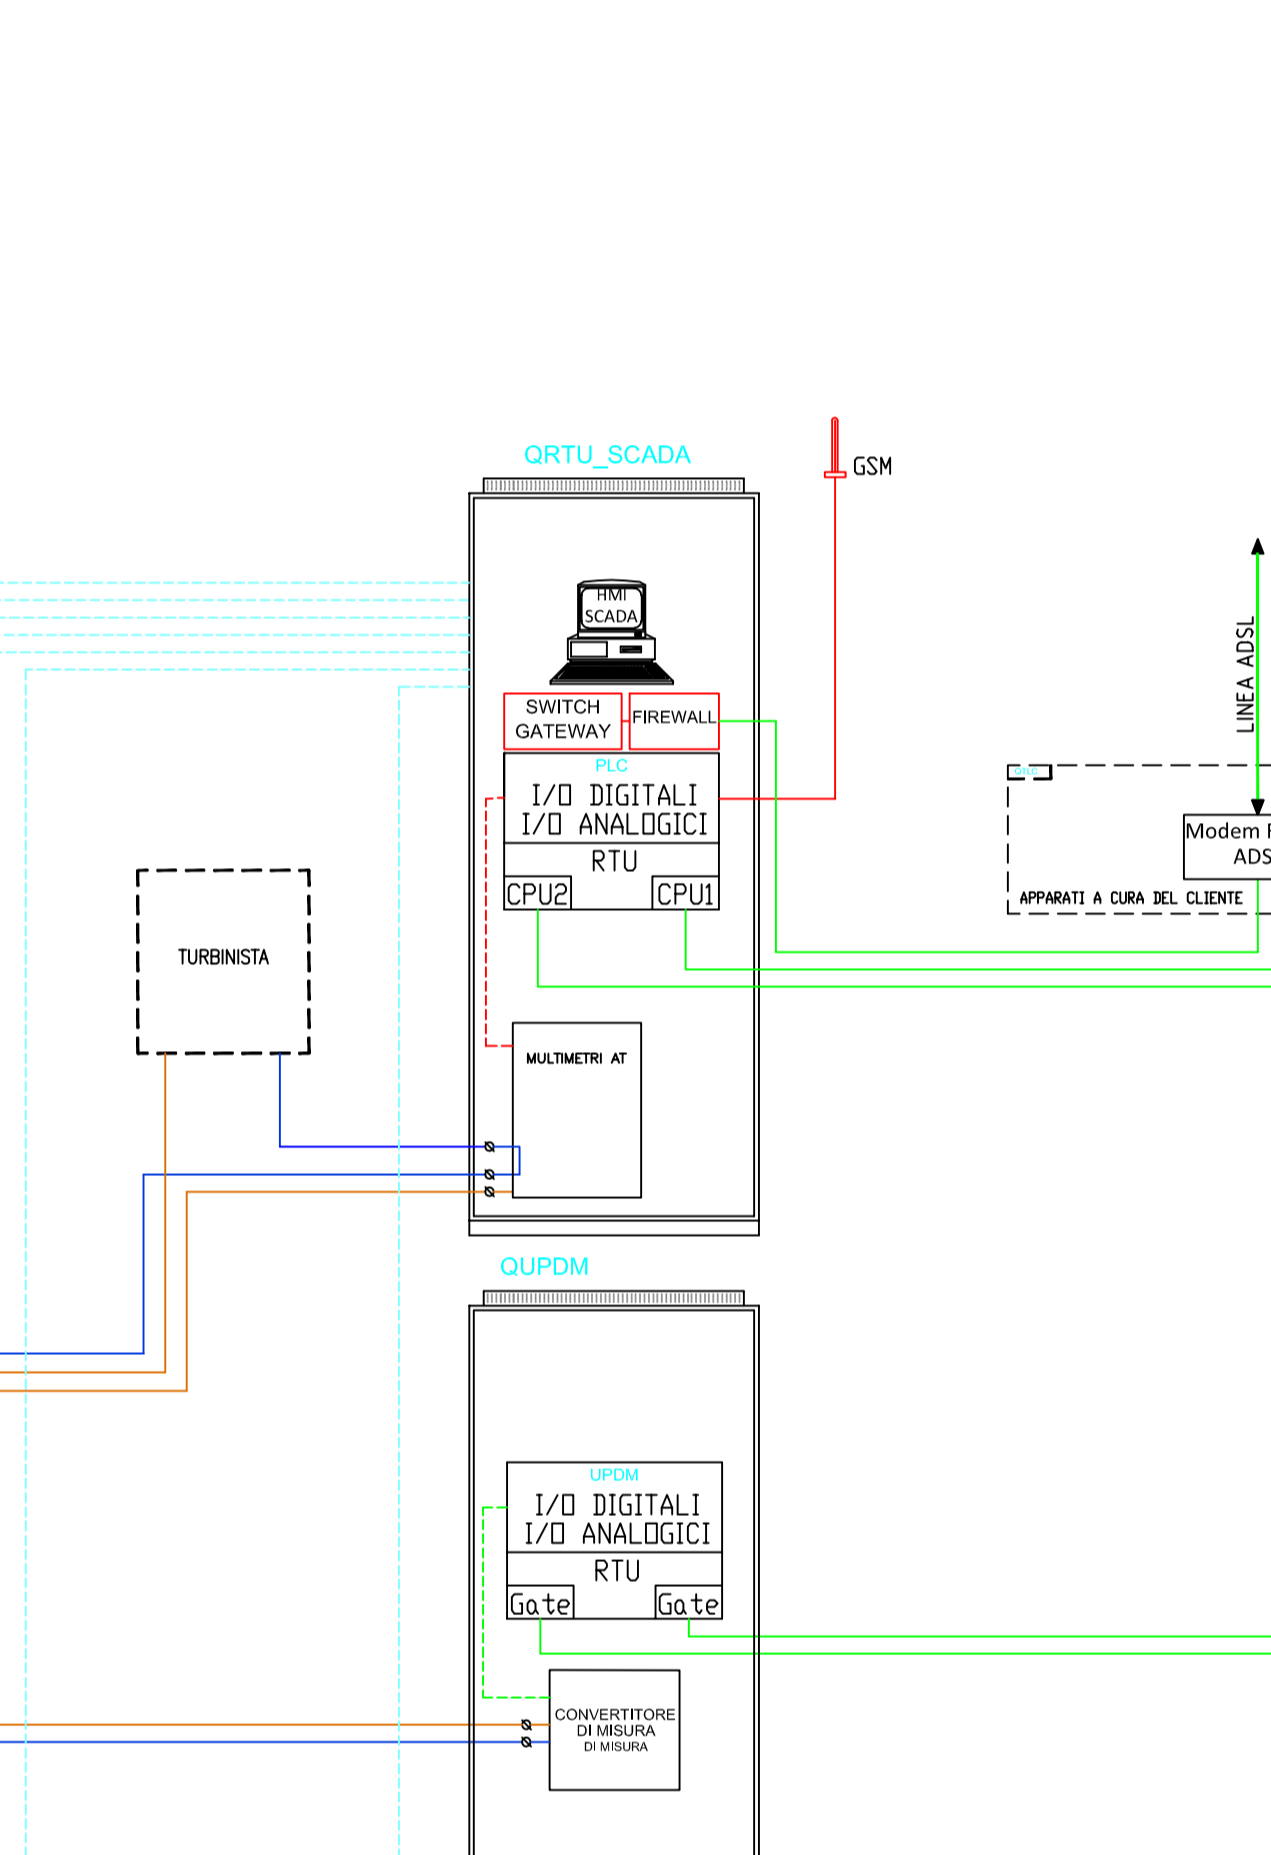 QRTU_SCADA
GSM
HMI
SCADA
LINEA ADSL
SWITCH
GATEWAY
FIREWALL
PLC
I/O DIGITALI
I/O ANALOGICI
RTU
CPU2
CPU1
QTLC
Modem
ADS
APPARATI A CURA DEL CLIENTE
TURBINISTA
MULTIMETRI AT
QUPDM
UPDM
I/O DIGITALI
I/O ANALOGICI
RTU
Gate
Gate
CONVERTITORE
DI MISURA
DI MISURA